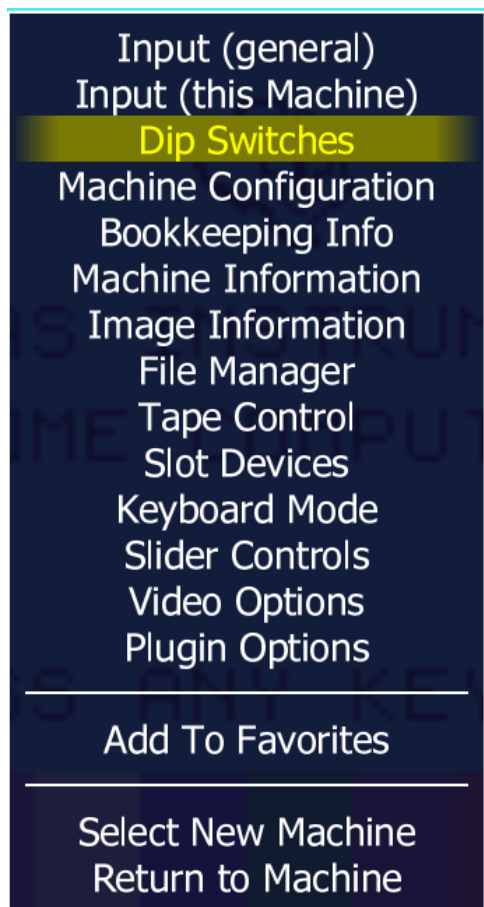 Input (general)
Input (this Machine)
Dip Switches
Machine Configuration
Bookkeeping Info
Machine Information
Image Information
File Manager
Tape Control
Slot Devices
Keyboard Mode
Slider Controls
Video Options
Plugin Options
Add To Favorites
Select New Machine
Return to Machine